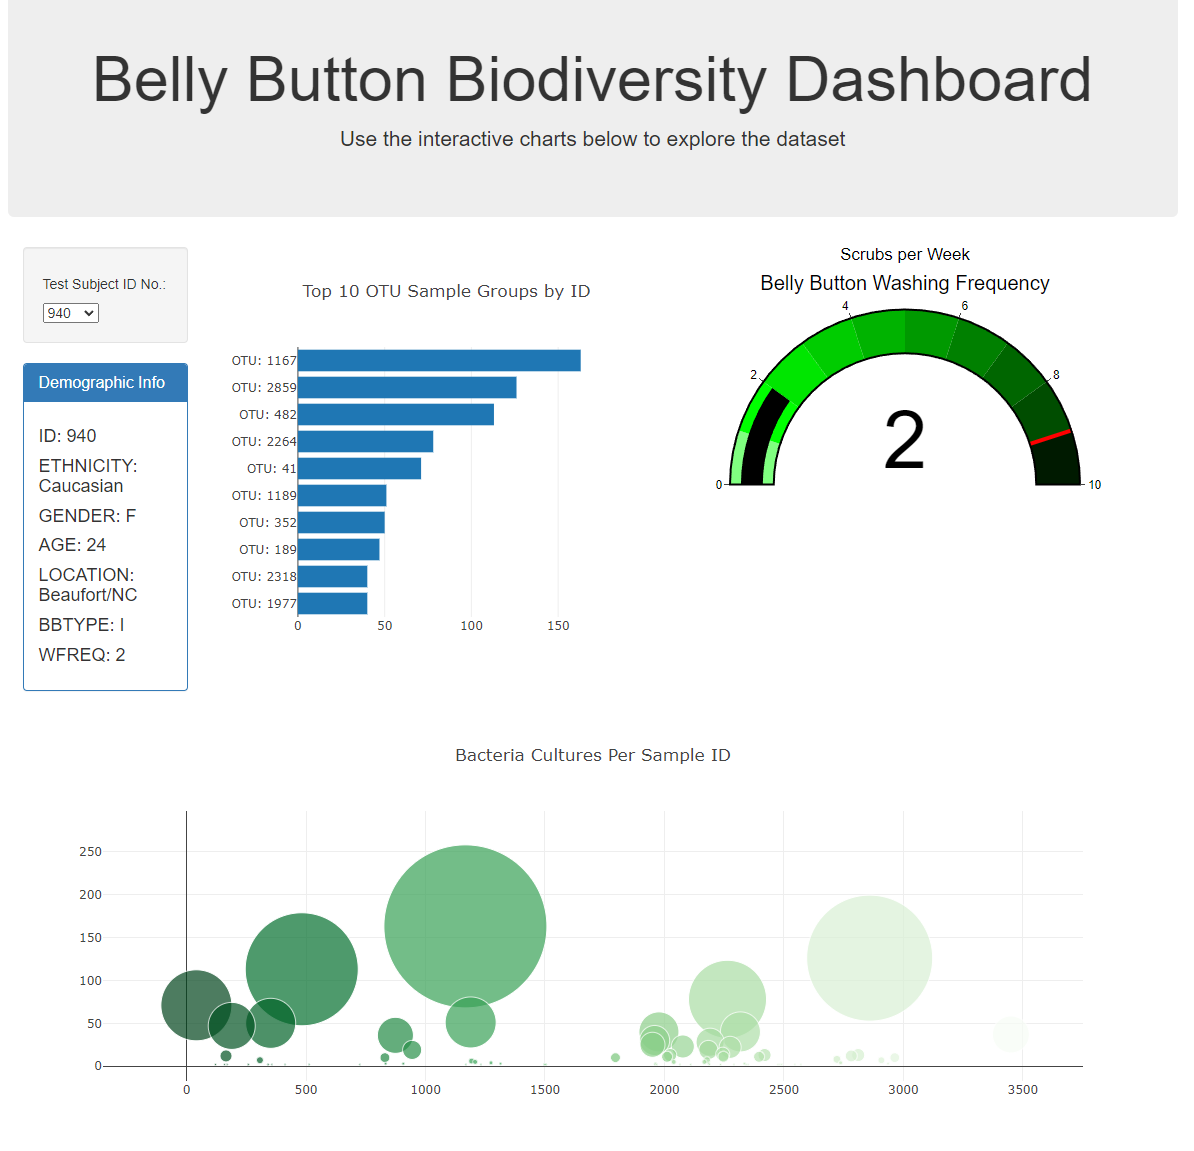 Belly Button Biodiversity Dashboard
Use the interactive charts below to explore the dataset
Test Subject ID No.:
940
Demographic Info
ID: 940
ETHNICITY:
Caucasian
GENDER: F
AGE: 24
LOCATION:
Beaufort/NC
BBTYPE: I
WFREQ: 2
Top 10 OTU Sample Groups by ID
OTU: 1167
OTU: 2859
OTU: 482
OTU: 2264
OTU: 41
OTU: 1189
OTU: 352
OTU: 189
OTU: 2318
OTU: 1977
0 50 100 150
Scrubs per Week
Belly Button Washing Frequency
0 2 4 6 8 10
2
Bacteria Cultures Per Sample ID
250
200
150
100
50
0
0 500 1000 1500 2000 2500 3000 3500